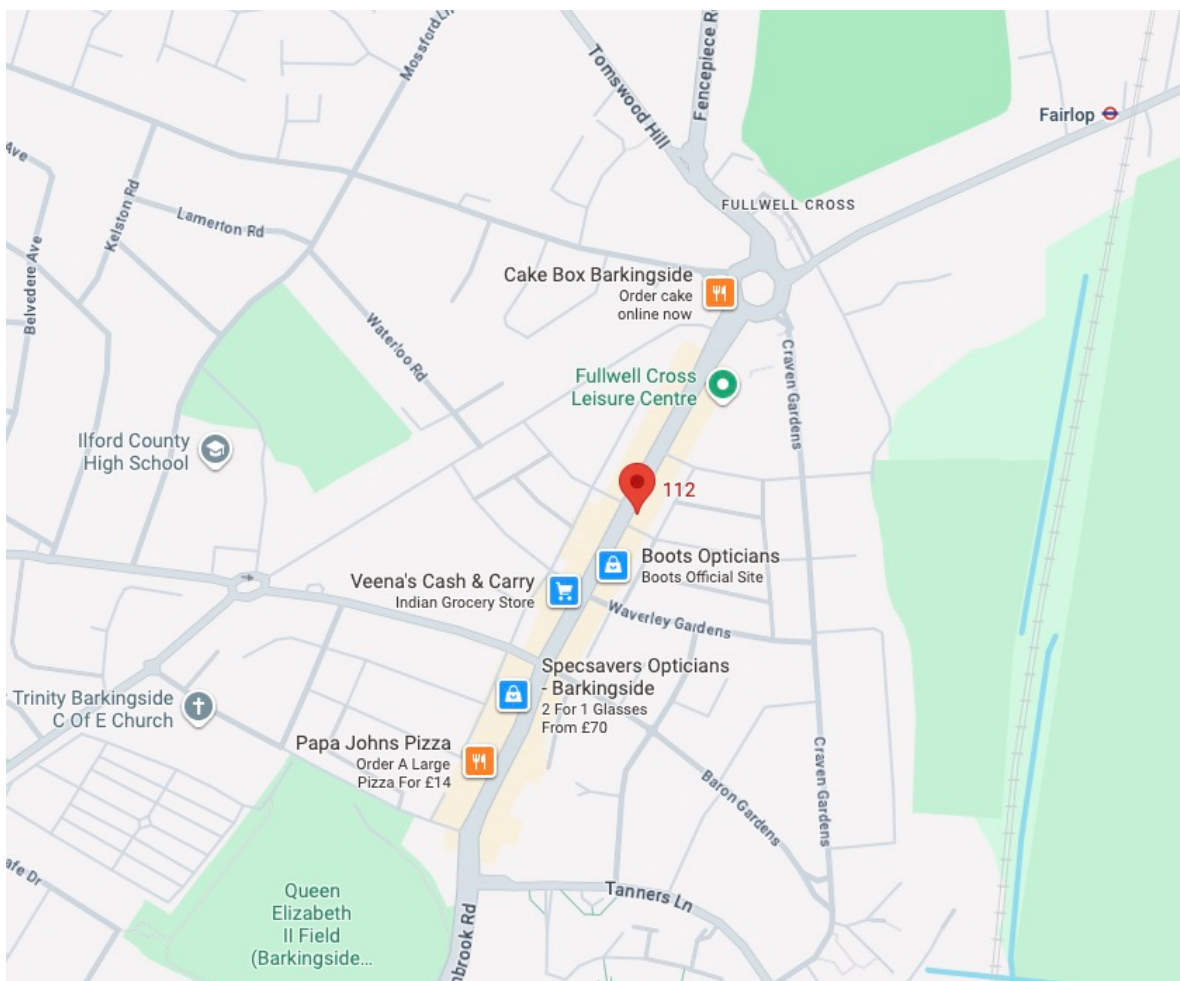 Mossford Ln
Tomswood Hill
Fencepiece R
Fairlop
Ave
Kelston Rd
Lamerton Rd
FULLWELL CROSS
Belvedere Ave
Cake Box Barkingside
Order cake
online now
Waterloo Rd
Craven Gardens
Fullwell Cross
Leisure Centre
Ilford County
High School
112
Boots Opticians
Boots Official Site
Veena's Cash & Carry
Indian Grocery Store
Waverley Gardens
Specsavers Opticians
- Barkingside
2 For 1 Glasses
From £70
Trinity Barkingside
C Of E Church
Papa Johns Pizza
Order A Large
Pizza For £14
Craven Gardens
Baron Gardens
afe Dr
Queen
Elizabeth
II Field
(Barkingside...
Tanners Ln
nbrook Rd